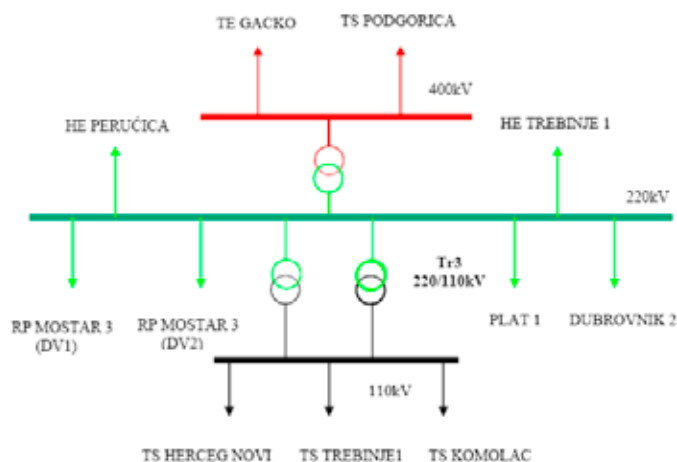 TE GACKO
TS PODGORICA
400kV
HE PERUĆICA
HE TREBINJE 1
220kV
Tr3
220/110kV
RP MOSTAR 3
(DV1)
RP MOSTAR 3
(DV2)
PLAT 1
DUBROVNIK 2
110kV
TS HERCEG NOVI
TS TREBINJE1
TS KOMOLAC